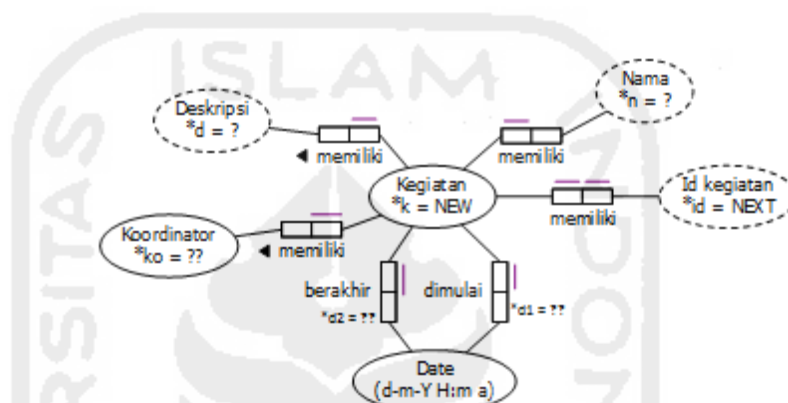 ISLAM
Nama
*n = ?
Deskripsi
*d = ?
◄ memiliki
memiliki
Kegiatan
*k = NEW
Id kegiatan
*id = NEXT
memiliki
Koordinator
*ko = ??
◄ memiliki
berakhir
dimulai
*d2 = ??
*d1 = ??
Date
(d-m-Y H:m a)